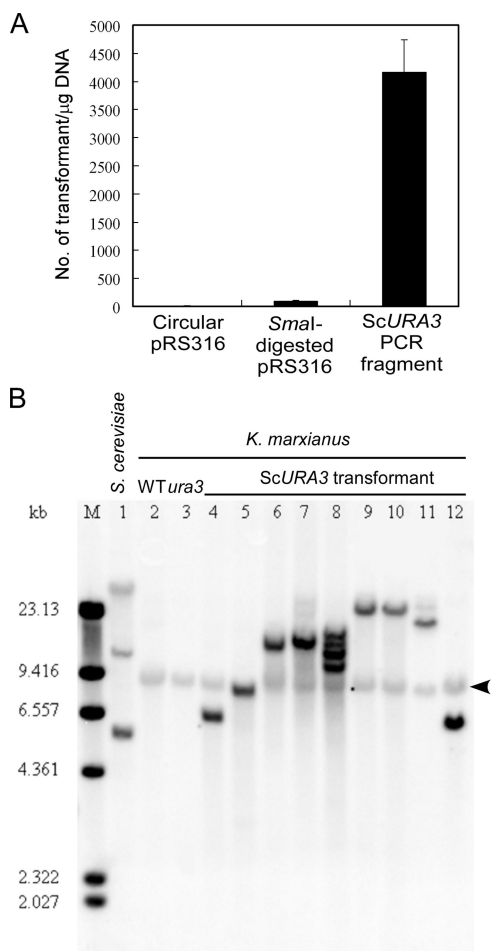 A
No. of transformant/µg DNA
5000
4500
4000
3500
3000
2500
2000
1500
1000
500
0
Circular
pRS316
SmaI-
digested
pRS316
ScURA3
PCR
fragment
B
S. cerevisiae
K. marxianus
WT ura3
ScURA3 transformant
kb M 1 2 3 4 5 6 7 8 9 10 11 12
23.13
9.416
6.557
4.361
2.322
2.027